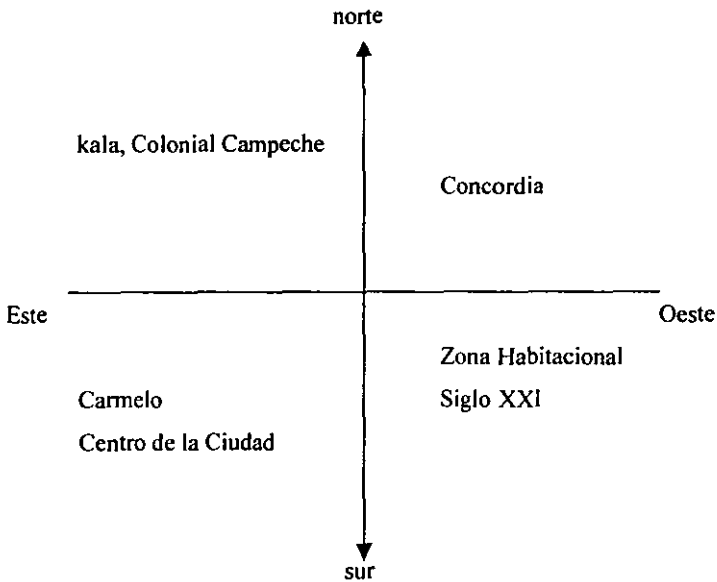 norte
kala, Colonial Campeche
Concordia
Este
Oeste
Zona Habitacional
Siglo XXI
Carmelo
Centro de la Ciudad
sur